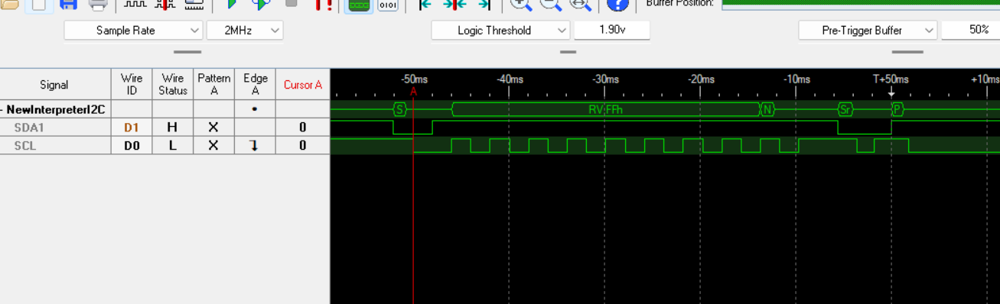 0101
?
Buffer Position:
Sample Rate
2MHz
Logic Threshold
1.90v
Pre-Trigger Buffer
50%
Signal Wire ID Wire Status Pattern A Edge A Cursor A
-50ms -40ms -30ms -20ms -10ms T+50ms +10ms
A
- NewInterpreterI2C S RV:FFh N Sr P
SDA1 D1 H X 0
SCL D0 L X 0